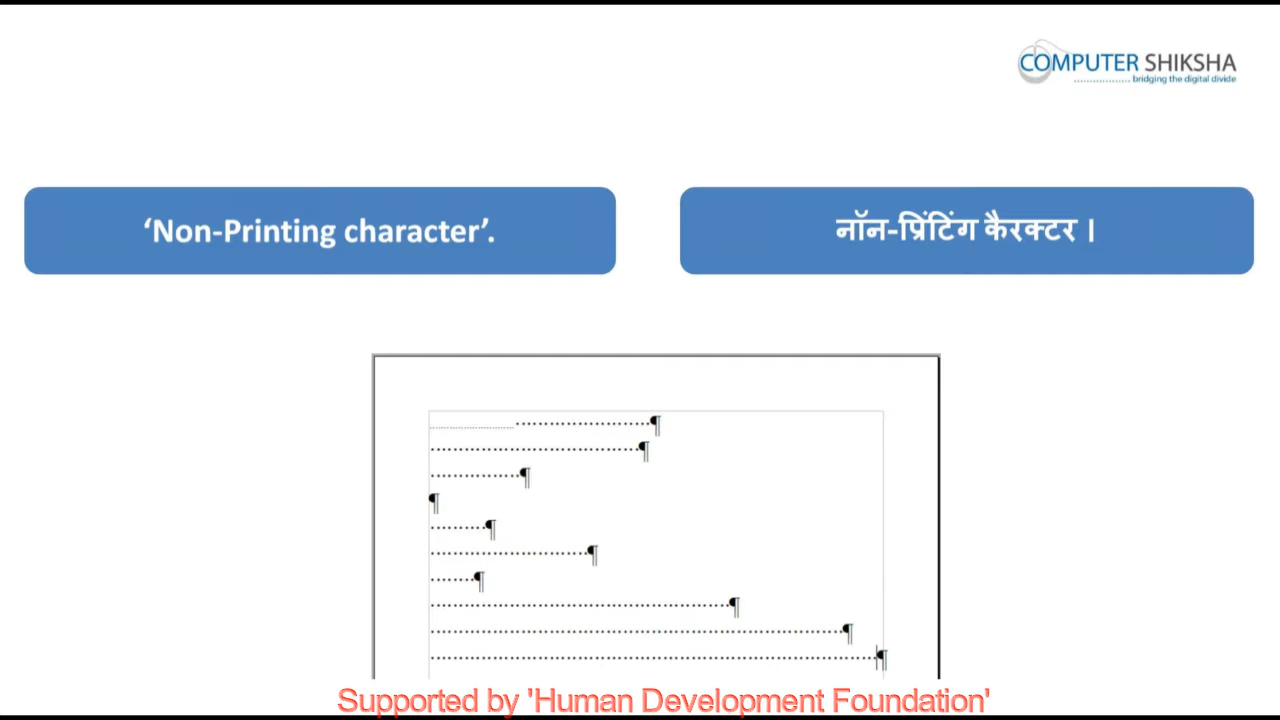 COMPUTER SHIKSHA
bridging the digital divide
‘Non-Printing character’.
नॉन-प्रिंटिंग कैरक्टर ।
....................¶
....................¶
...............¶
¶
..........¶
...........................¶
........¶
....................................................¶
.......................................................................¶
............................................................................¶
Supported by 'Human Development Foundation'